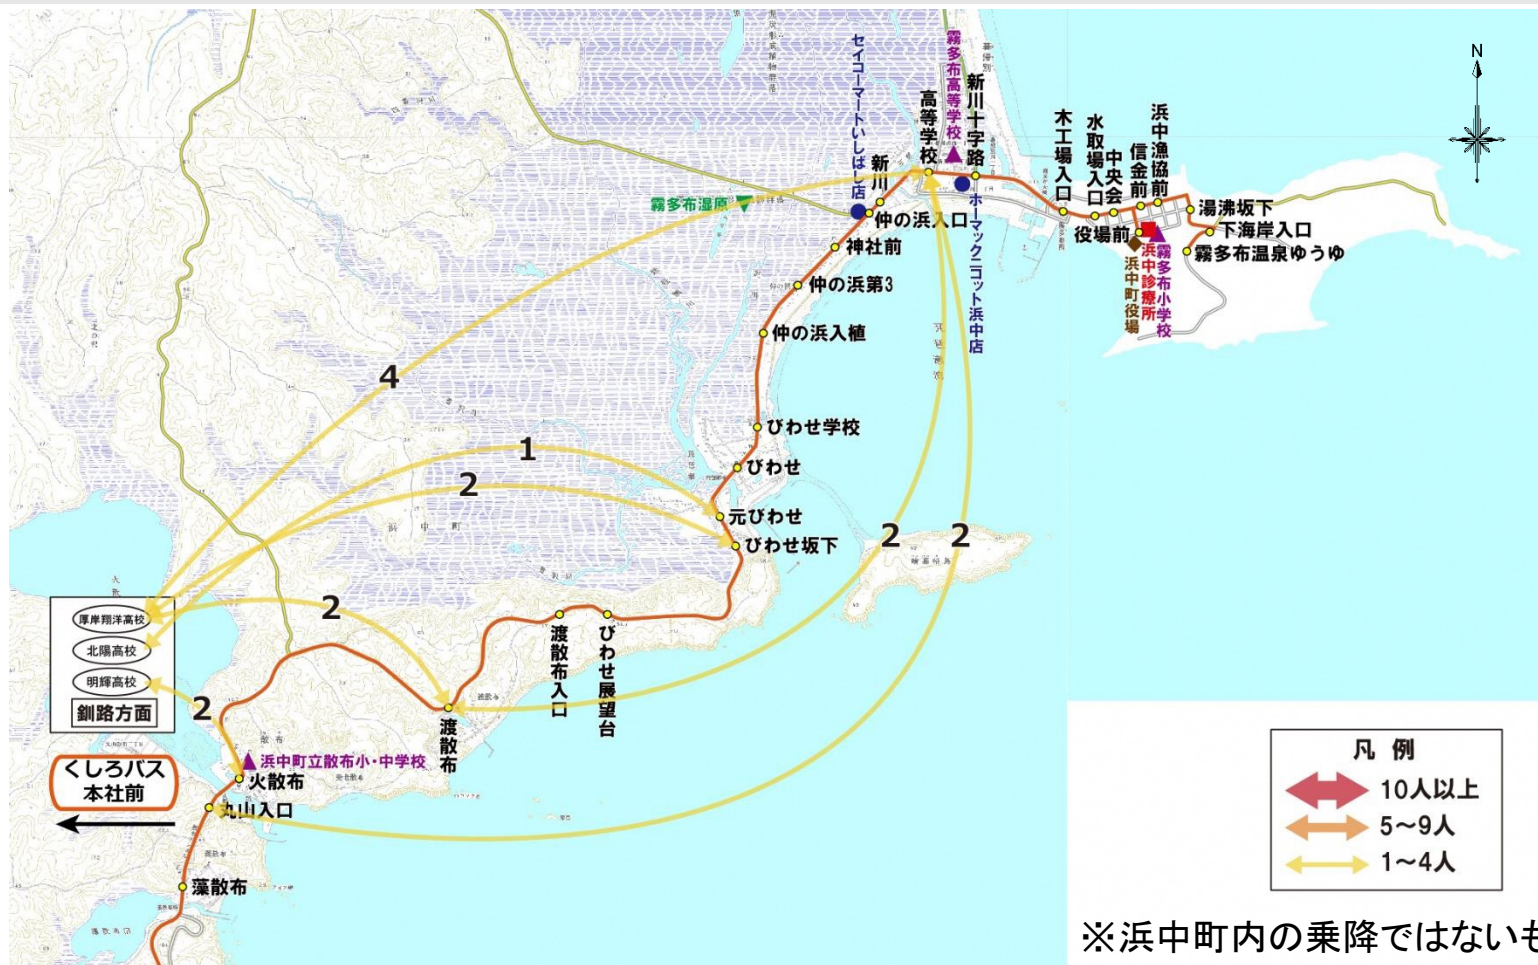 N
セイコーマートいしばし店
霧多布高等学校
高等学校
新川十字路
新川
木工場入口
水取場入口
中央会
信金前
浜中漁協前
霧多布湿原
仲の浜入口
ホーマックニコット浜中店
役場前
湯沸坂下
下海岸入口
霧多布温泉ゆうゆ
浜中町役場
浜中診療所
霧多布小学校
神社前
仲の浜第3
仲の浜入植
4
びわせ学校
1
びわせ
2
元びわせ
浜中町
びわせ坂下
2
2
厚岸翔洋高校
2
北陽高校
明輝高校
釧路方面
2
渡散布入口
びわせ展望台
渡散布
浜中町立散布小・中学校
くしろバス
本社前
火散布
丸山入口
藻散布
凡例
10人以上
5～9人
1～4人
※浜中町内の乗降ではないも